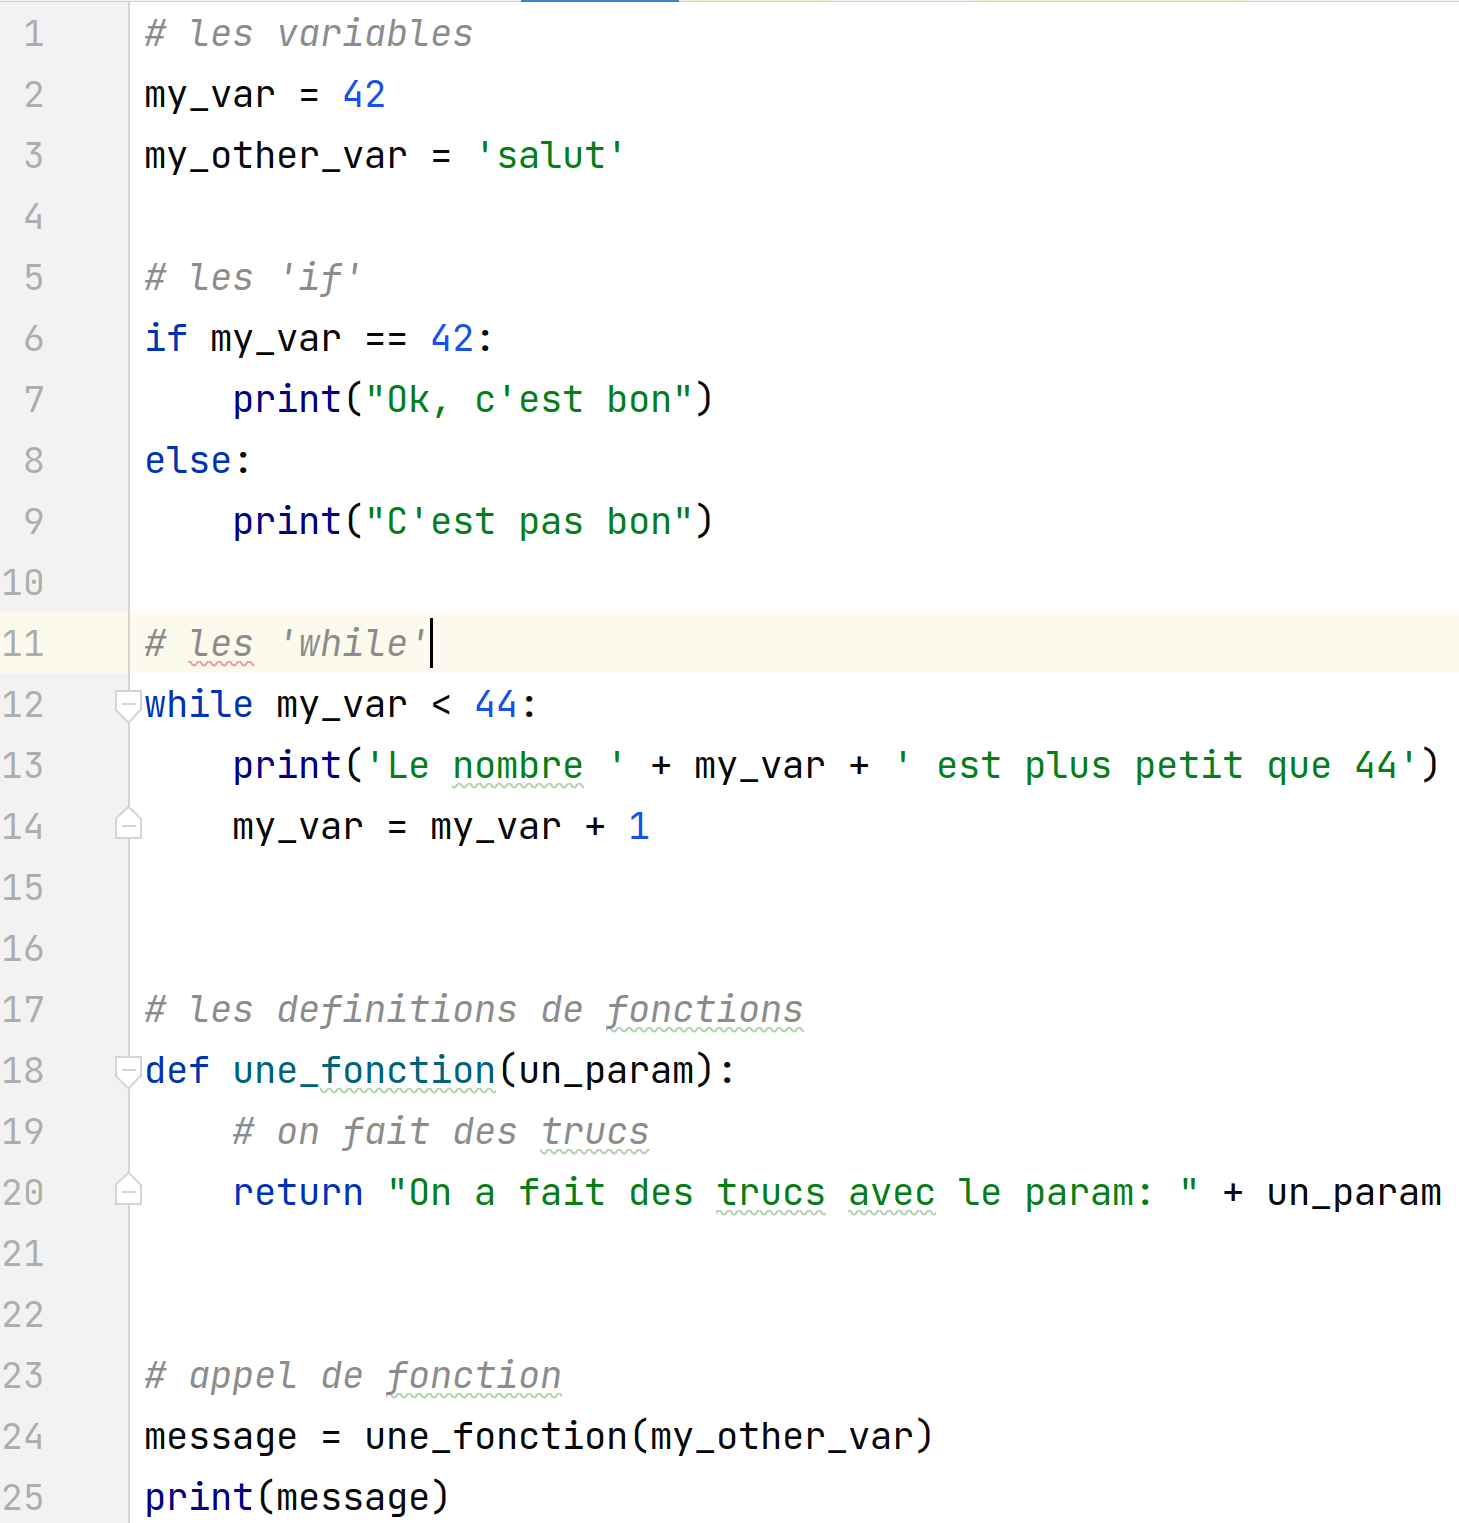 1 # les variables
2 my_var = 42
3 my_other_var = 'salut'
4
5 # les 'if'
6 if my_var == 42:
7     print("Ok, c'est bon")
8 else:
9     print("C'est pas bon")
10
11 # les 'while'
12 while my_var < 44:
13     print('Le nombre ' + my_var + ' est plus petit que 44')
14     my_var = my_var + 1
15
16
17 # les definitions de fonctions
18 def une_fonction(un_param):
19     # on fait des trucs
20     return "On a fait des trucs avec le param: " + un_param
21
22
23 # appel de fonction
24 message = une_fonction(my_other_var)
25 print(message)